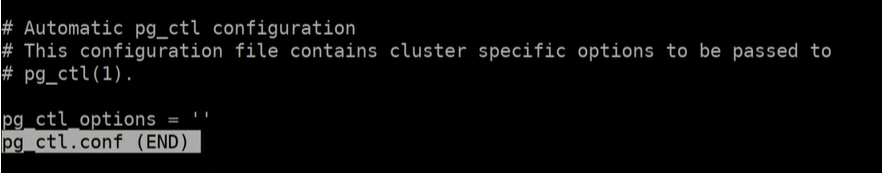 # Automatic pg_ctl configuration
# This configuration file contains cluster specific options to be passed to
# pg_ctl(1).
pg_ctl_options = ''
pg_ctl.conf (END)